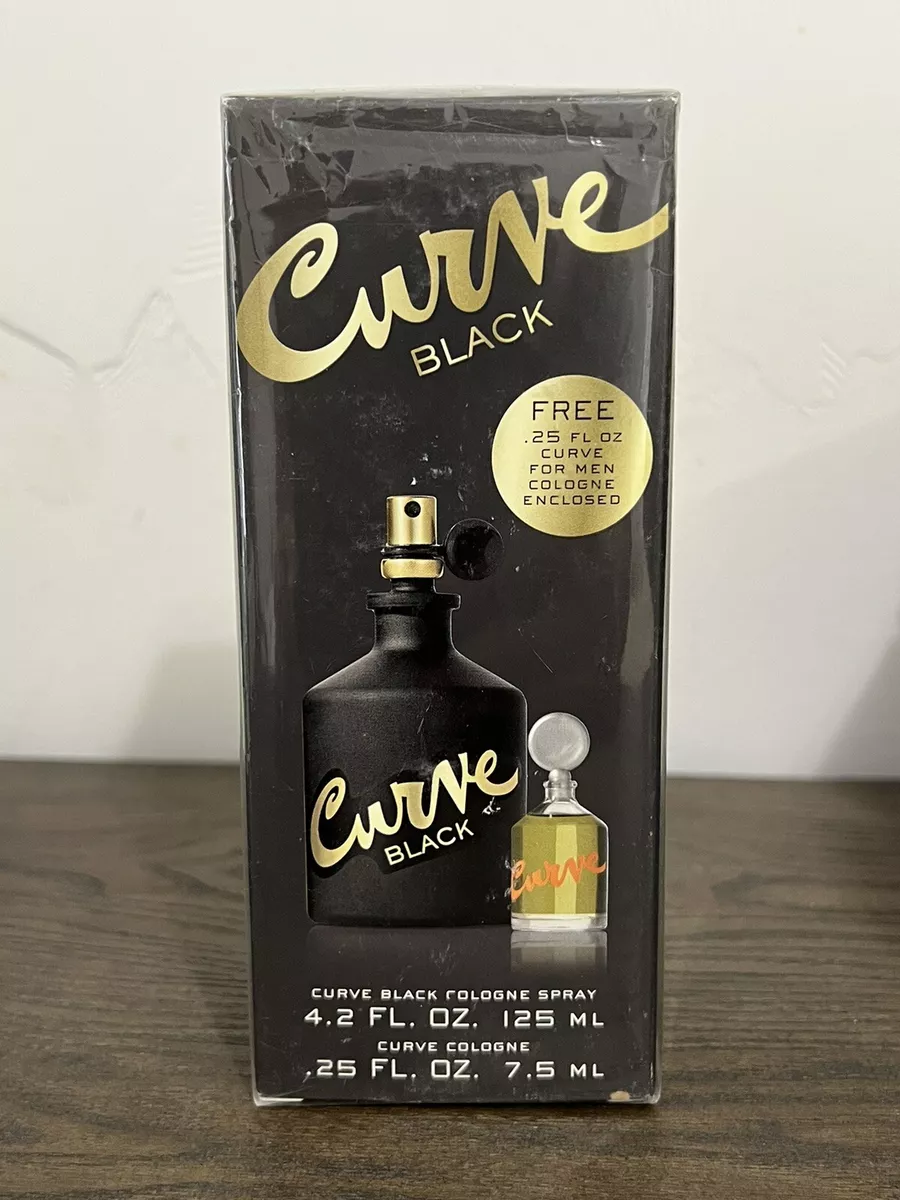 Curve
BLACK
FREE
.25 FL OZ
CURVE
FOR MEN
COLOGNE
ENCLOSED
Curve
BLACK
Curve
CURVE BLACK COLOGNE SPRAY
4.2 FL. OZ. 125 ML
CURVE COLOGNE
.25 FL. OZ. 7.5 ML